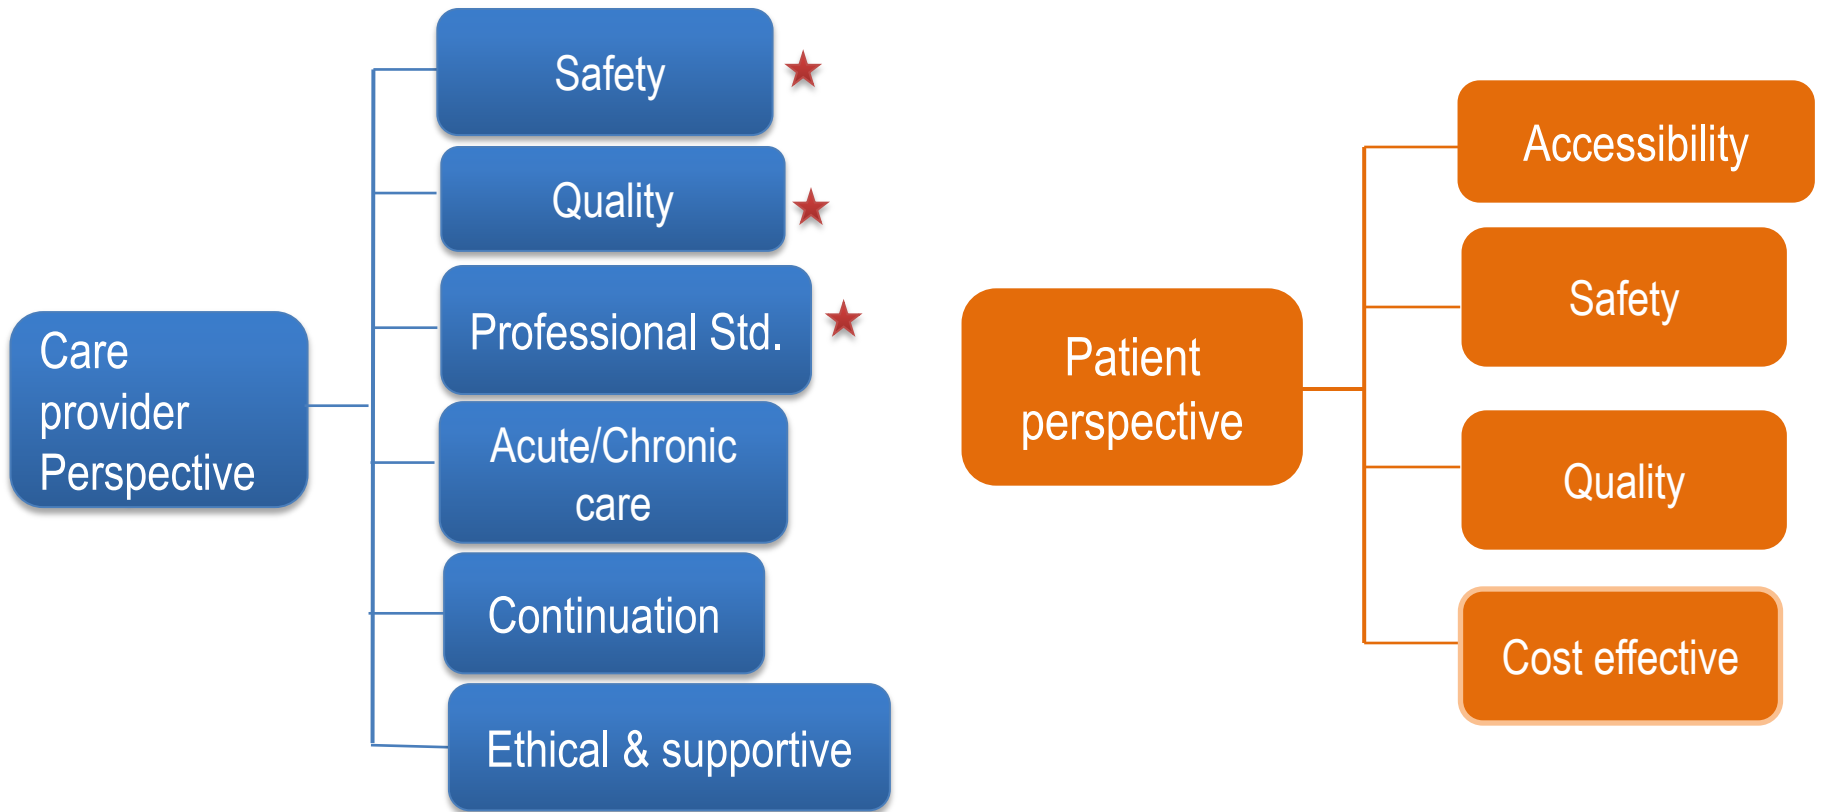 Care
provider
Perspective
Safety
Quality
Professional Std.
Acute/Chronic
care
Continuation
Ethical & supportive
Patient
perspective
Accessibility
Safety
Quality
Cost effective